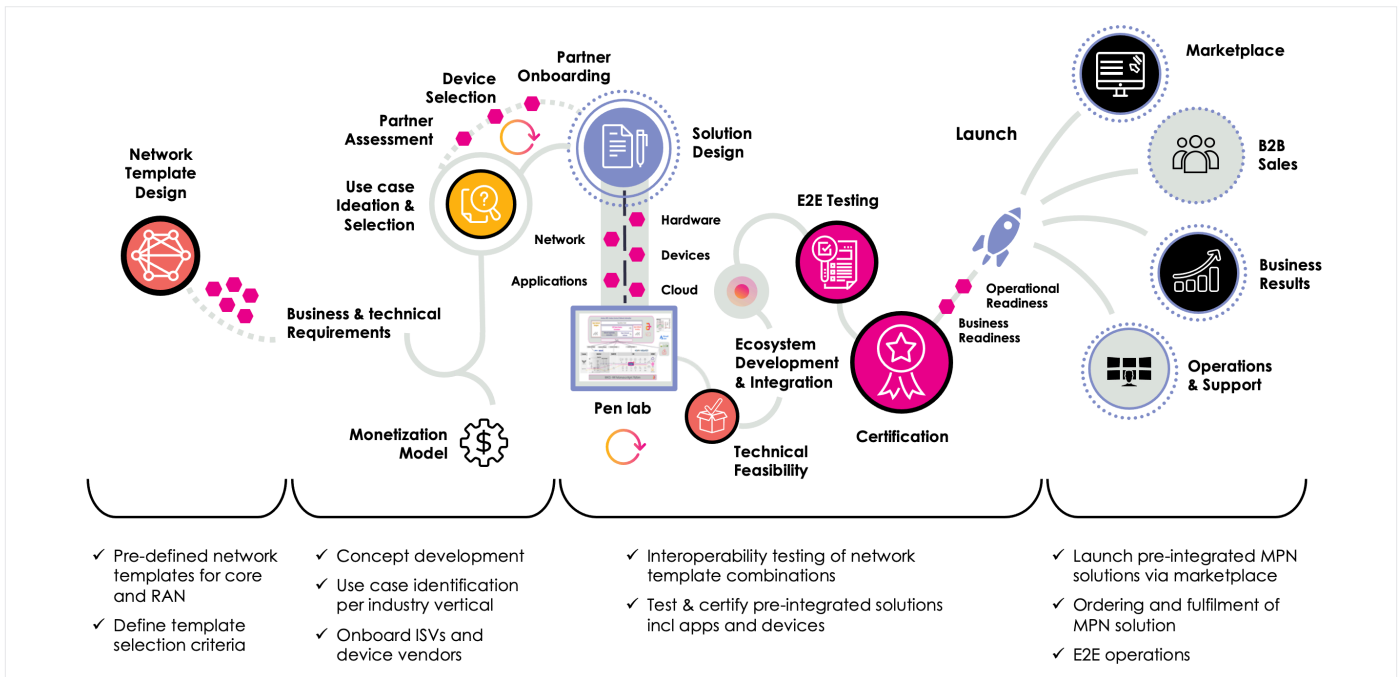 Network
Template
Design
Business & technical
Requirements
Partner
Assessment
Device
Selection
Partner
Onboarding
Use case
Ideation &
Selection
Monetization
Model
$
Solution
Design
Hardware
Network
Devices
Applications
Cloud
Pen lab
Technical
Feasibility
Ecosystem
Development
& Integration
E2E Testing
Certification
Business
Readiness
Operational
Readiness
Launch
Marketplace
B2B
Sales
Business
Results
Operations
& Support
✓ Pre-defined network
templates for core
and RAN
✓ Define template
selection criteria
✓ Concept development
✓ Use case identification
per industry vertical
✓ Onboard ISVs and
device vendors
✓ Interoperability testing of network
template combinations
✓ Test & certify pre-integrated solutions
incl apps and devices
✓ Launch pre-integrated MPN
solutions via marketplace
✓ Ordering and fulfilment of
MPN solution
✓ E2E operations